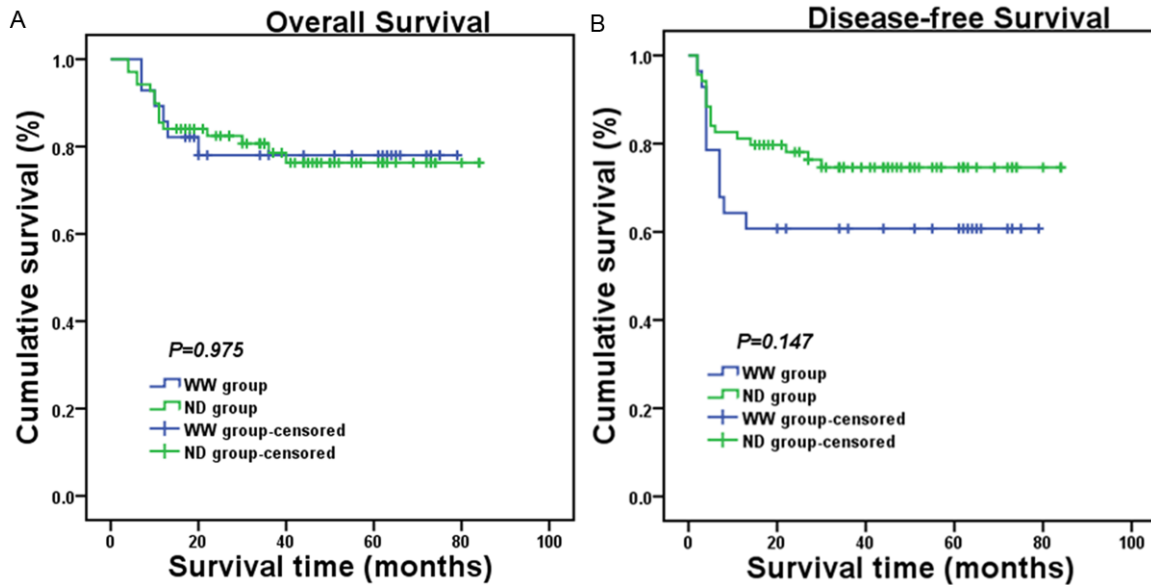 A
Overall Survival
Cumulative survival (%)
1.0
0.8
0.6
0.4
0.2
0.0
P=0.975
WW group
ND group
WW group-censored
ND group-censored
0 20 40 60 80 100
Survival time (months)
B
Disease-free Survival
Cumulative survival (%)
1.0
0.8
0.6
0.4
0.2
0.0
P=0.147
WW group
ND group
WW group-censored
ND group-censored
0 20 40 60 80 100
Survival time (months)